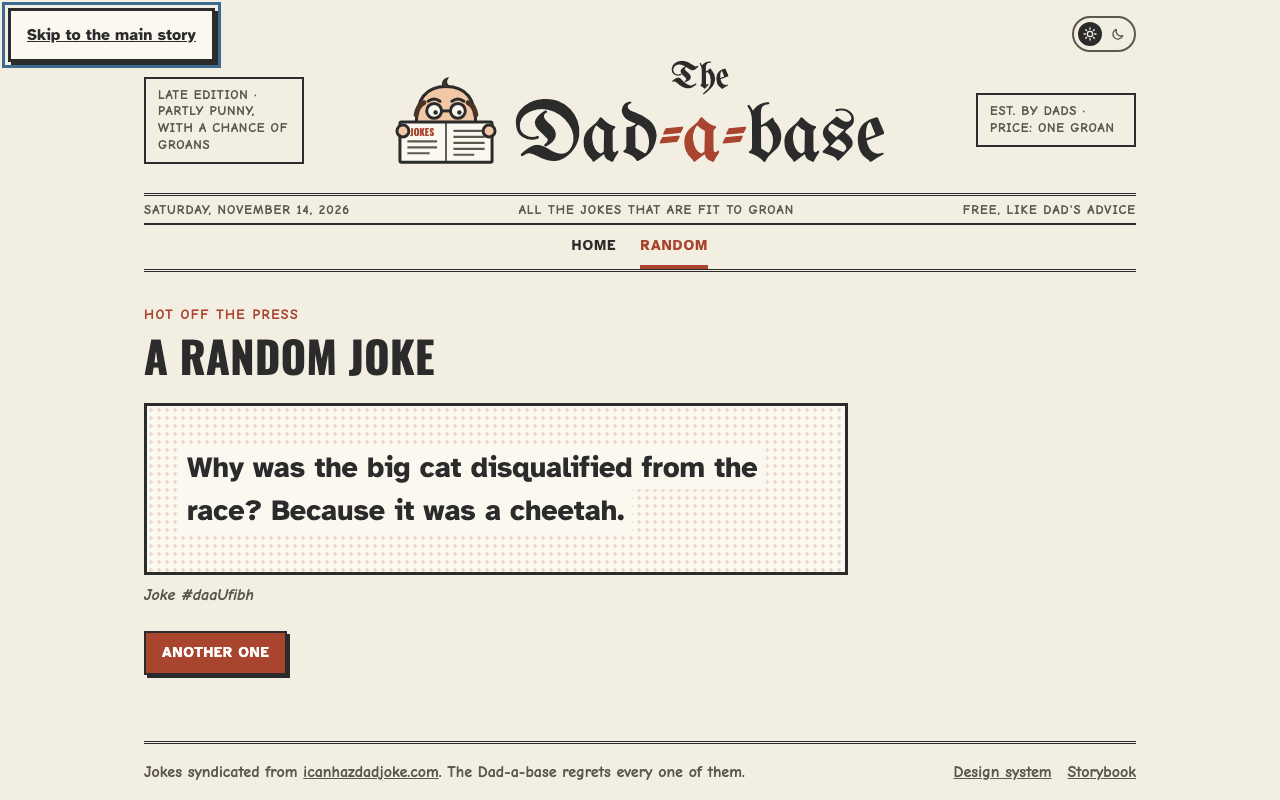 Skip to the main story
LATE EDITION ·
PARTLY PUNNY,
WITH A CHANCE OF
GROANS
JOKES
The
Dad-a-base
EST. BY DADS ·
PRICE: ONE GROAN
SATURDAY, NOVEMBER 14, 2026
ALL THE JOKES THAT ARE FIT TO GROAN
FREE, LIKE DAD'S ADVICE
HOME
RANDOM
HOT OFF THE PRESS
A RANDOM JOKE
Why was the big cat disqualified from the
race? Because it was a cheetah.
Joke #daaUfibh
ANOTHER ONE
Jokes syndicated from icanhazdadjoke.com. The Dad-a-base regrets every one of them.
Design system
Storybook